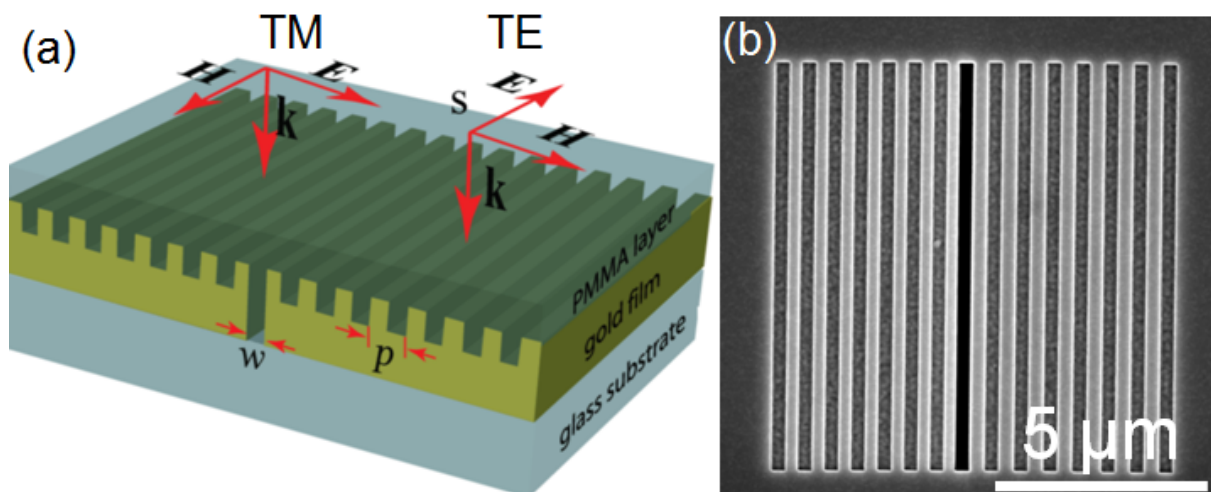 (a)
TM
TE
H
E
k
s
E
H
k
w
p
PMMA layer
gold film
glass substrate
(b)
5 μm